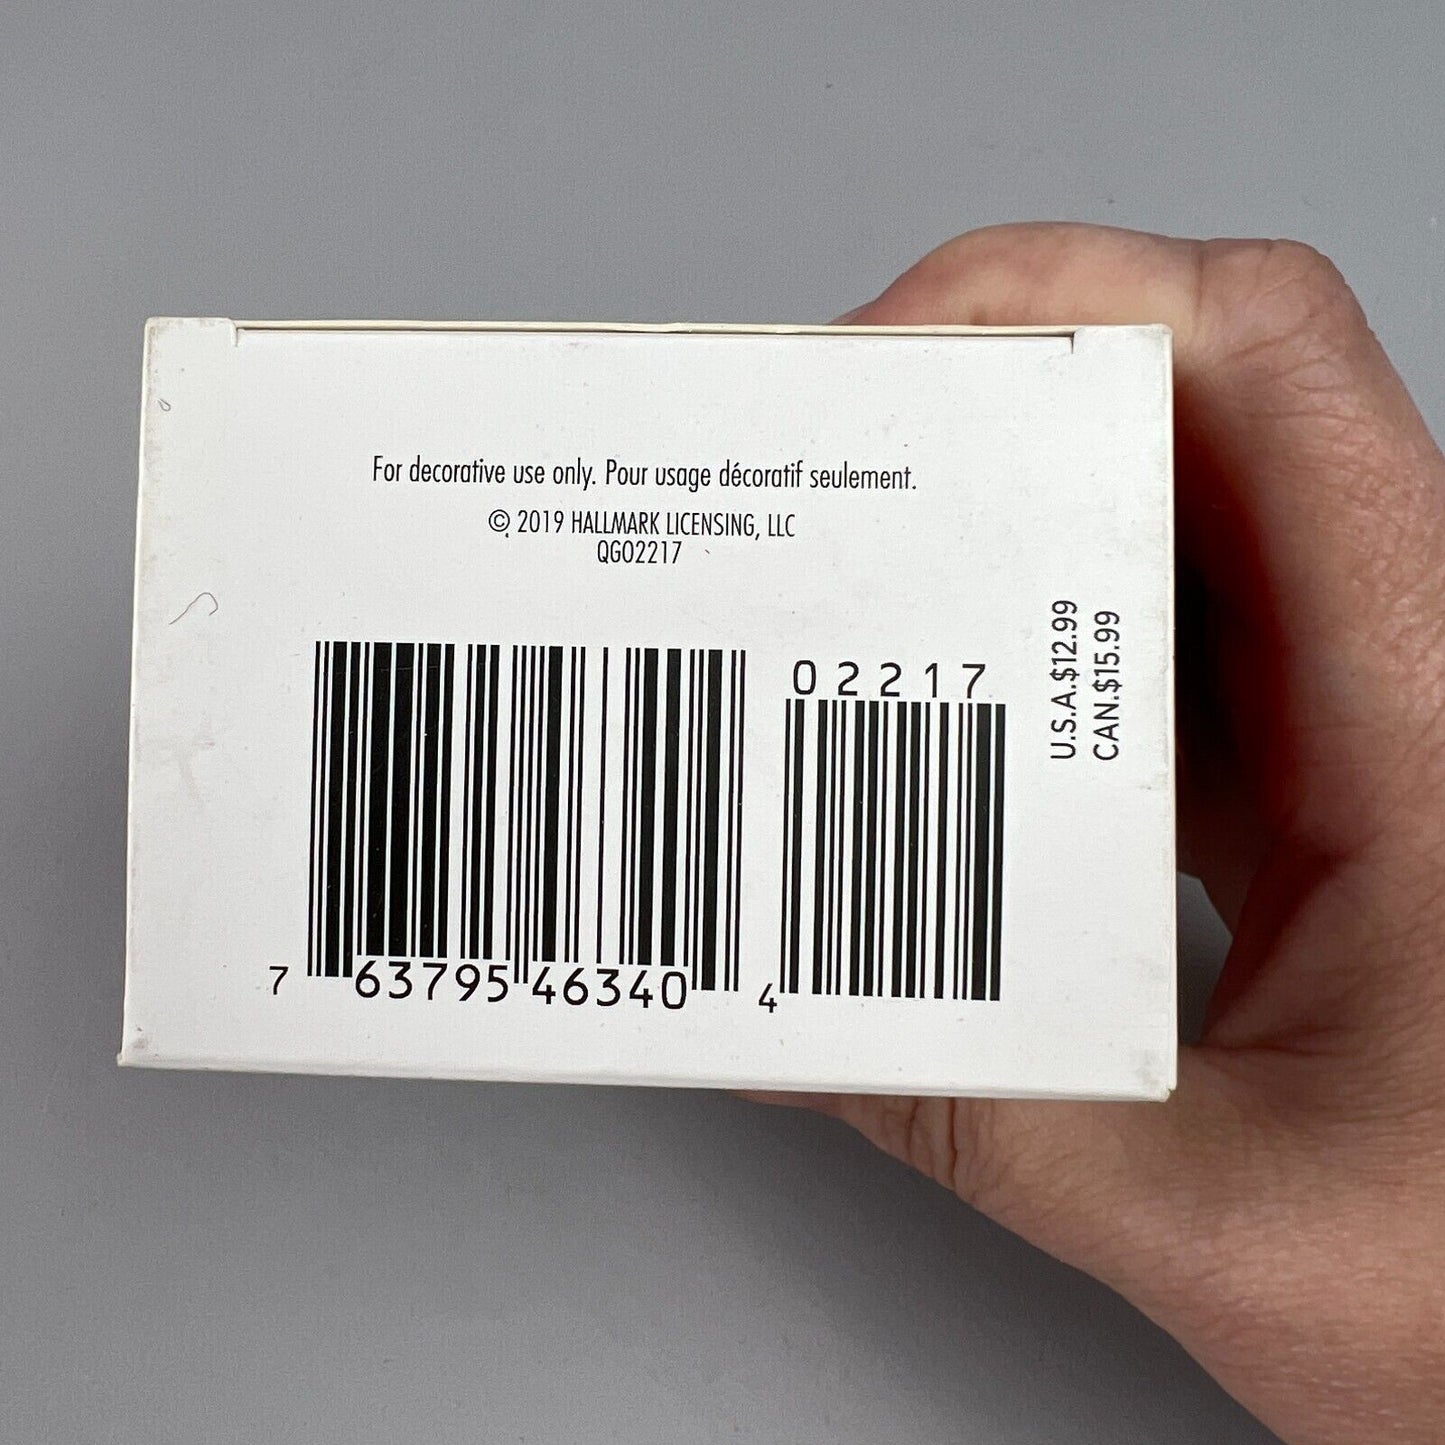 For decorative use only. Pour usage décoratif seulement.
© 2019 HALLMARK LICENSING, LLC
QGO2217
U.S.A.$12.99
CAN.$15.99
02217
7 63795 46340 4